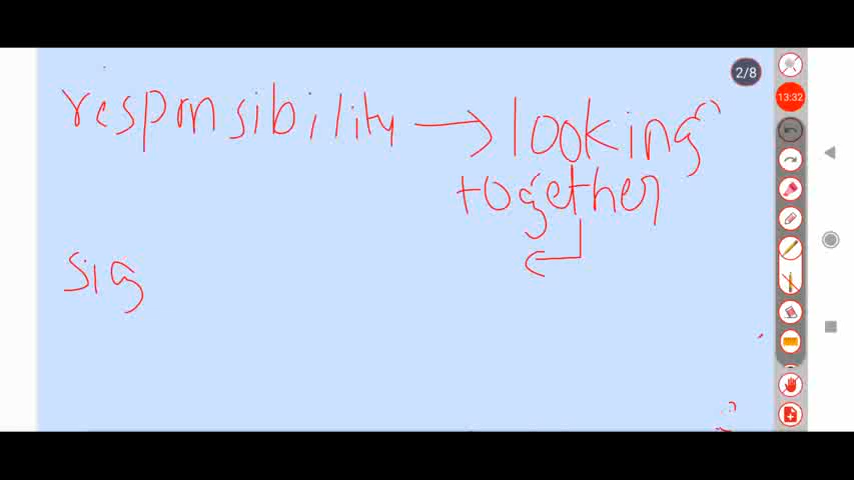 2/8
responsibility → looking
together
sig
13:32